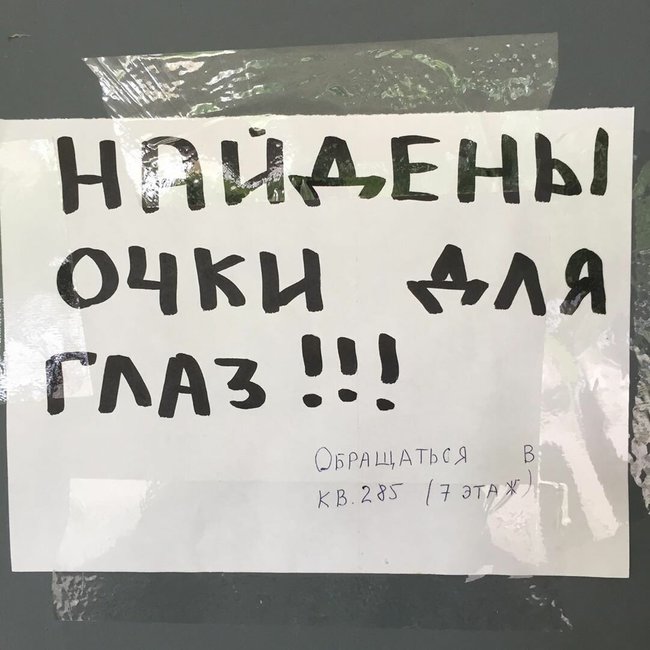 НАЙДЕНЫ
ОЧКИ ДЛЯ
ГЛАЗ!!!
ОБРАЩАТЬСЯ В
КВ.285 (7 ЭТАЖ)